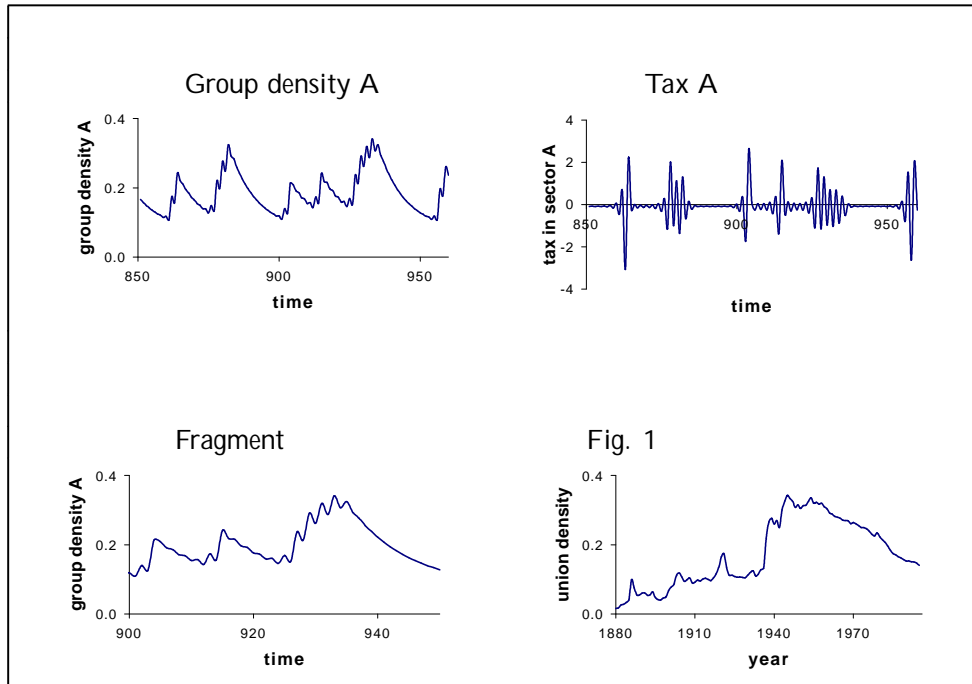 Group density A
group density A
0.4
0.2
0.0
850
900
950
time
Tax A
tax in sector A
4
2
0
-2
-4
850
900
950
time
Fragment
group density A
0.4
0.2
0.0
900
920
940
time
Fig. 1
union density
0.4
0.2
0.0
1880
1910
1940
1970
year